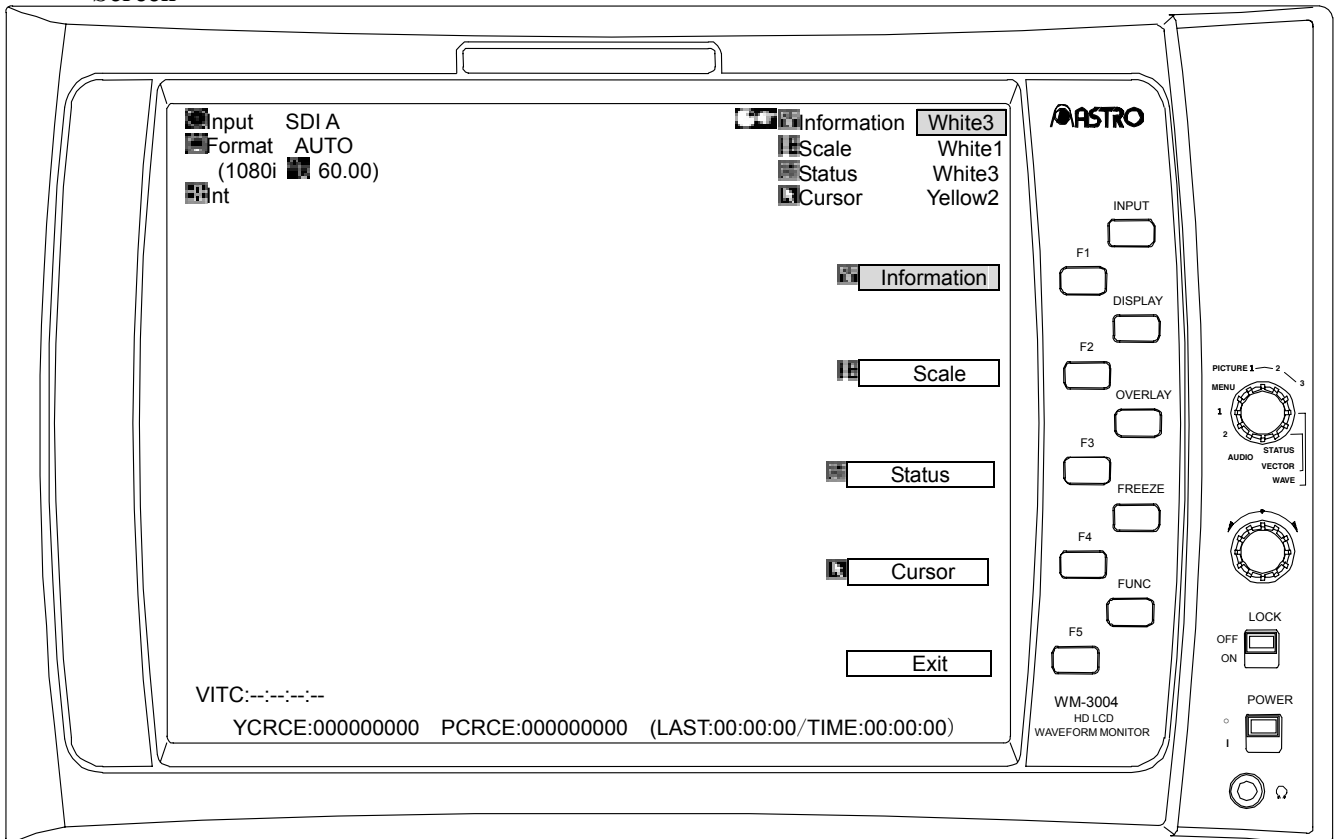 Screen
Input SDI A
Format AUTO
(1080i 60.00)
Int
Information White3
Scale White1
Status White3
Cursor Yellow2
Information
Scale
Status
Cursor
Exit
VITC:--:--:--:--
YCRCE:000000000 PCRCE:000000000 (LAST:00:00:00/TIME:00:00:00)
ASTRO
INPUT
F1
DISPLAY
F2
OVERLAY
F3
FREEZE
F4
FUNC
F5
WM-3004
HD LCD
WAVEFORM MONITOR
PICTURE 1 2
3
MENU
1
2
AUDIO
STATUS
VECTOR
WAVE
LOCK
OFF
ON
POWER
I